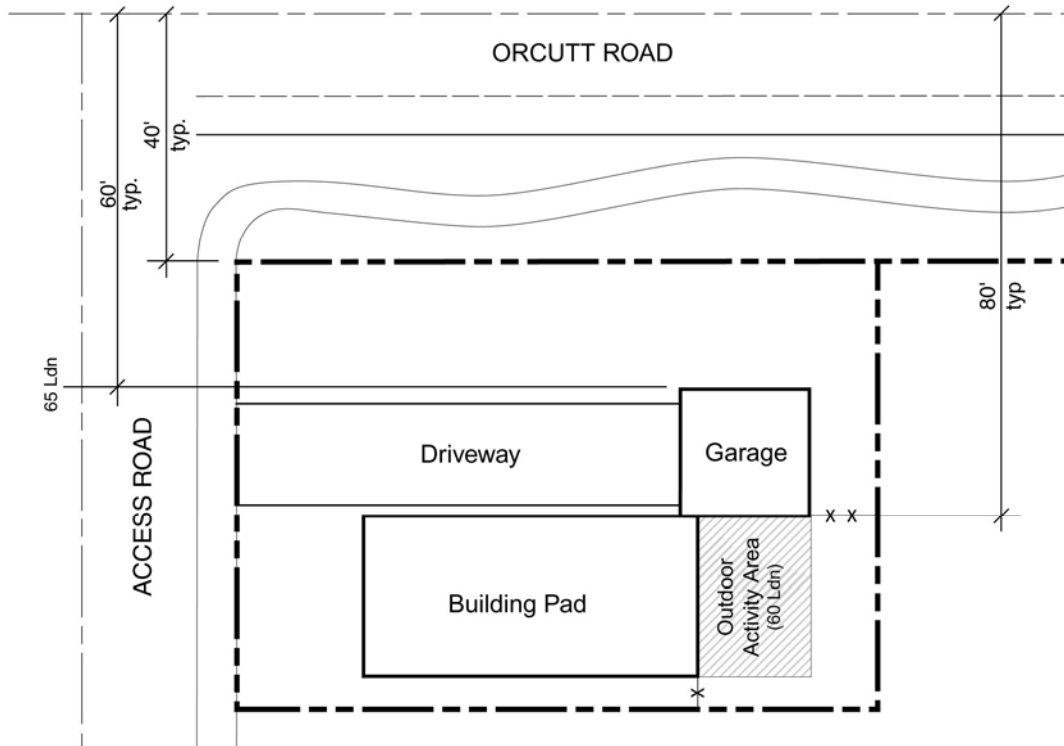 ORCUTT ROAD
40'
typ.
60'
typ.
80'
typ
65 Ldn
ACCESS ROAD
Driveway
Garage
x x
Building Pad
Outdoor
Activity Area
(60 Ldn)
x